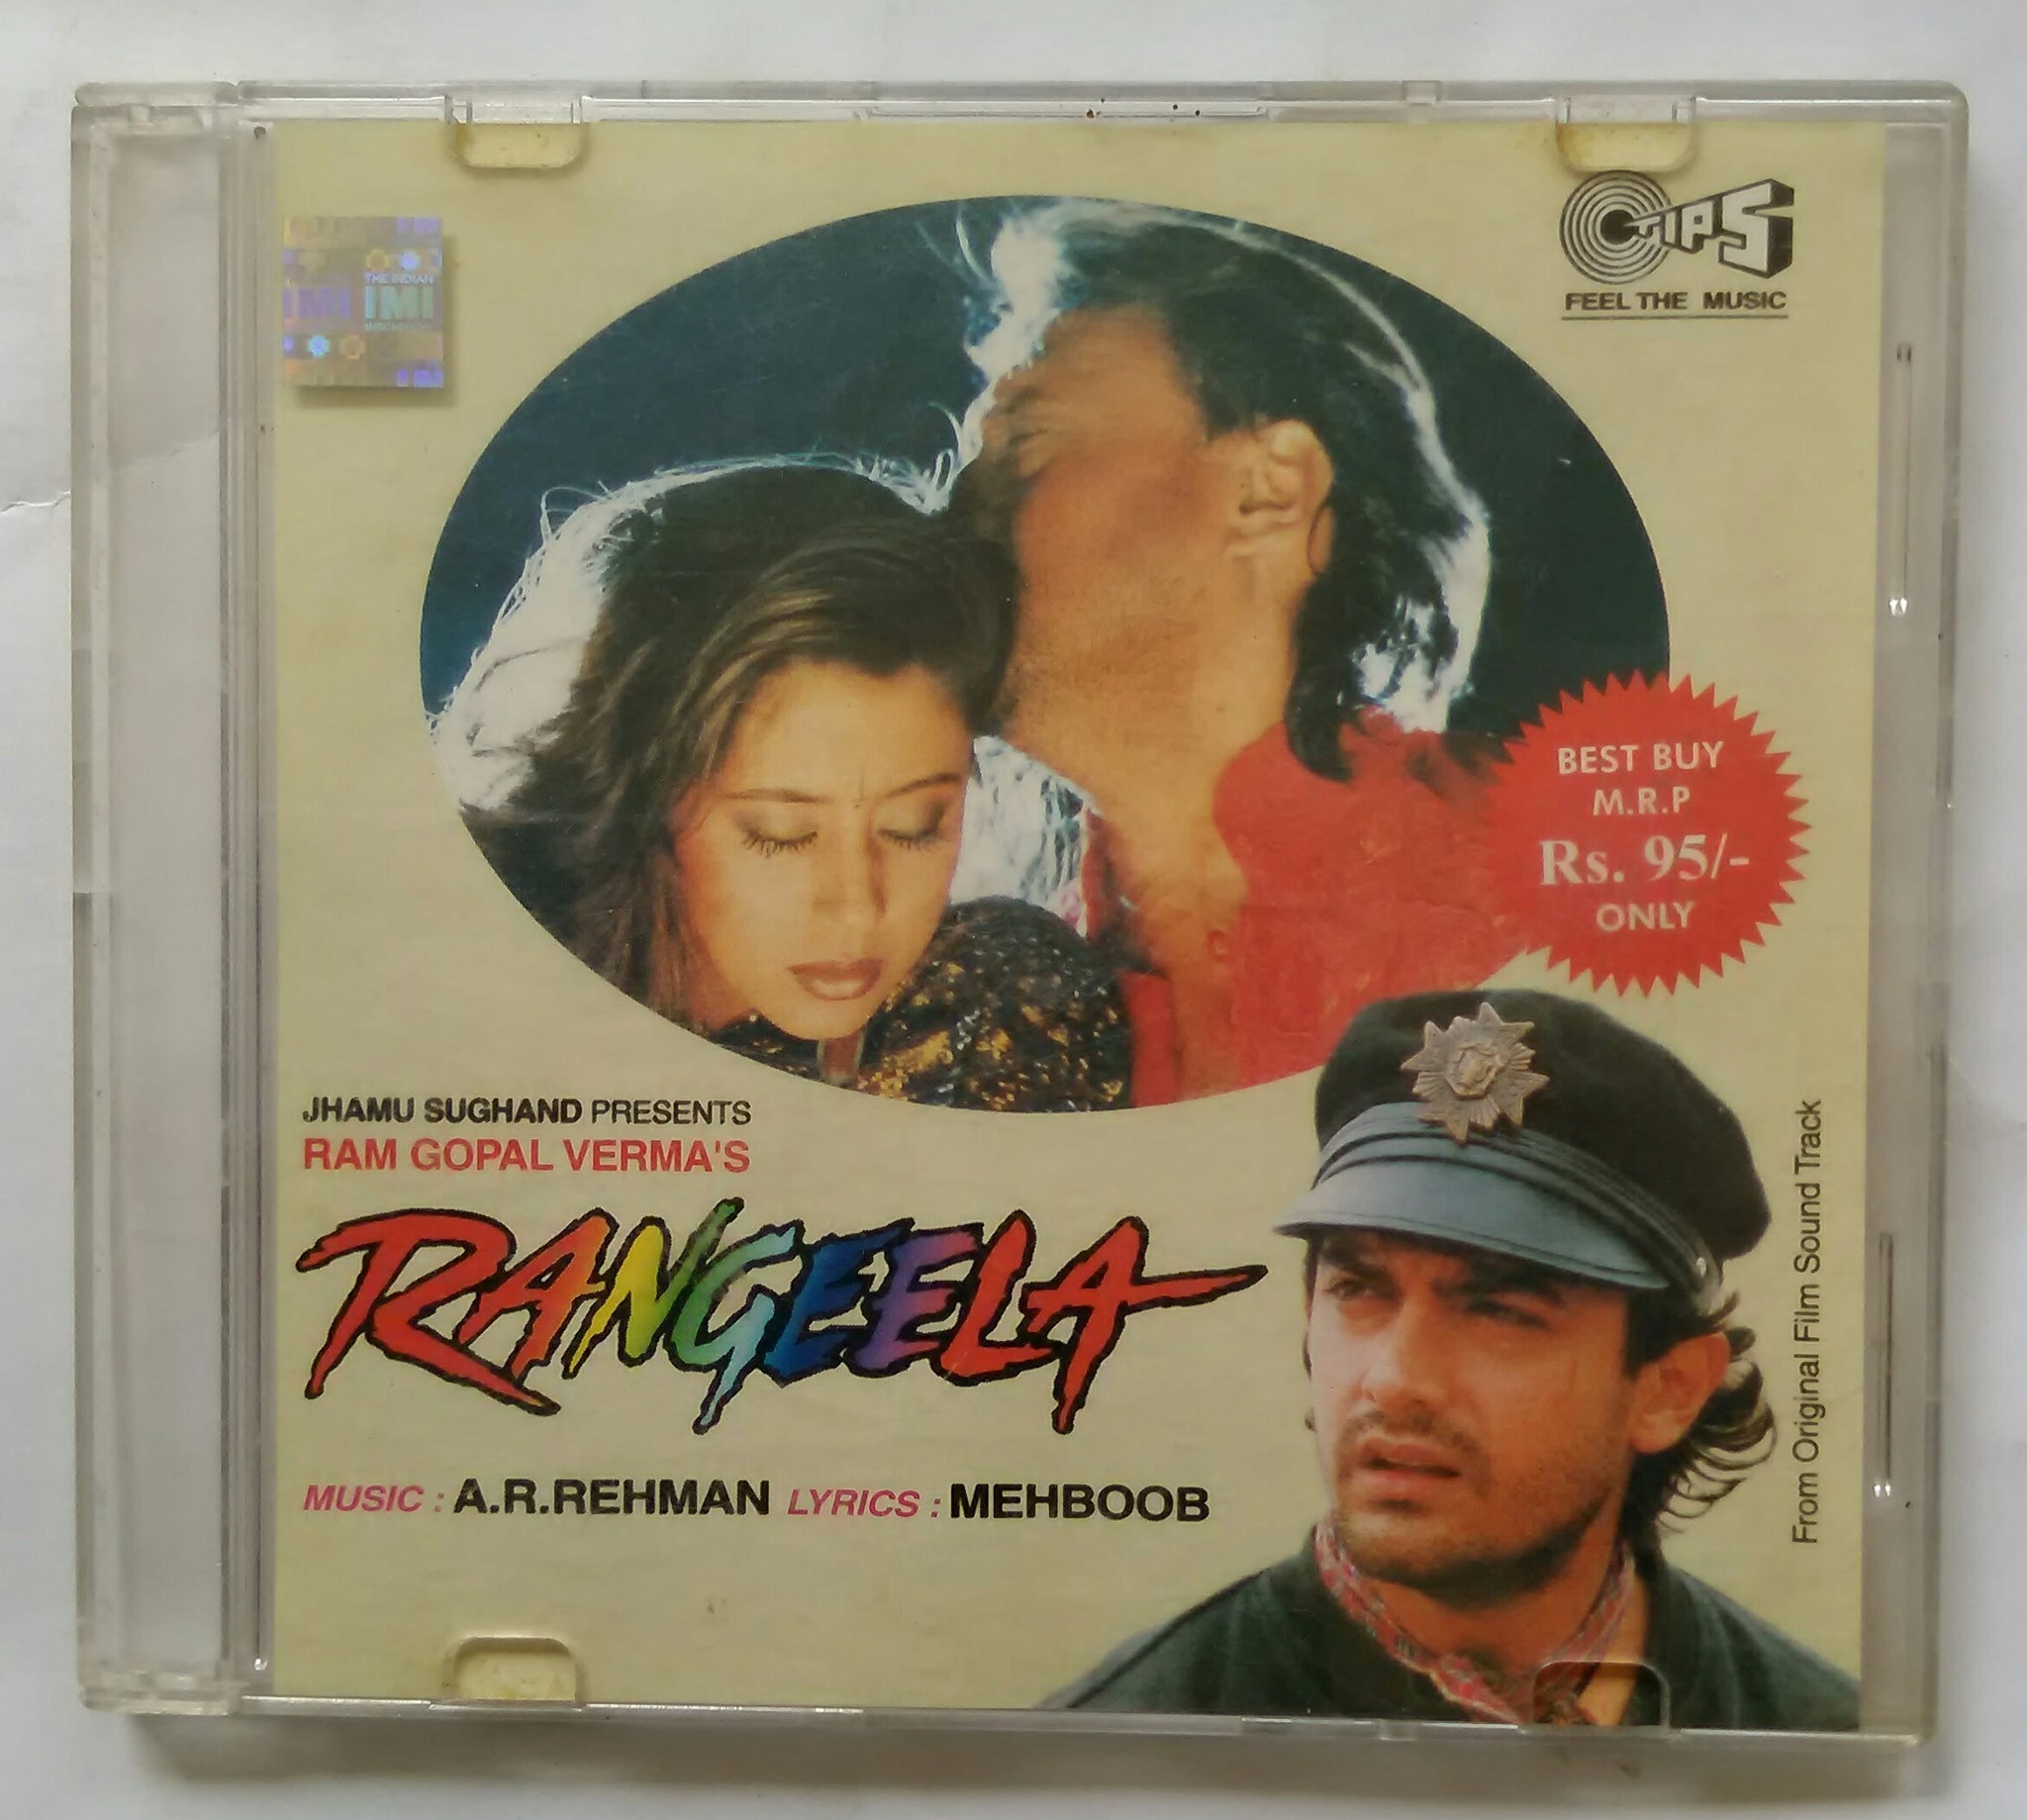 TIPS
FEEL THE MUSIC
THE INDIAN
IMI
IMI
BEST BUY
M.R.P
Rs. 95/-
ONLY
JHAMU SUGHAND PRESENTS
RAM GOPAL VERMA'S
RANGEELA
MUSIC : A.R.REHMAN LYRICS : MEHBOOB
From Original Film Sound Track